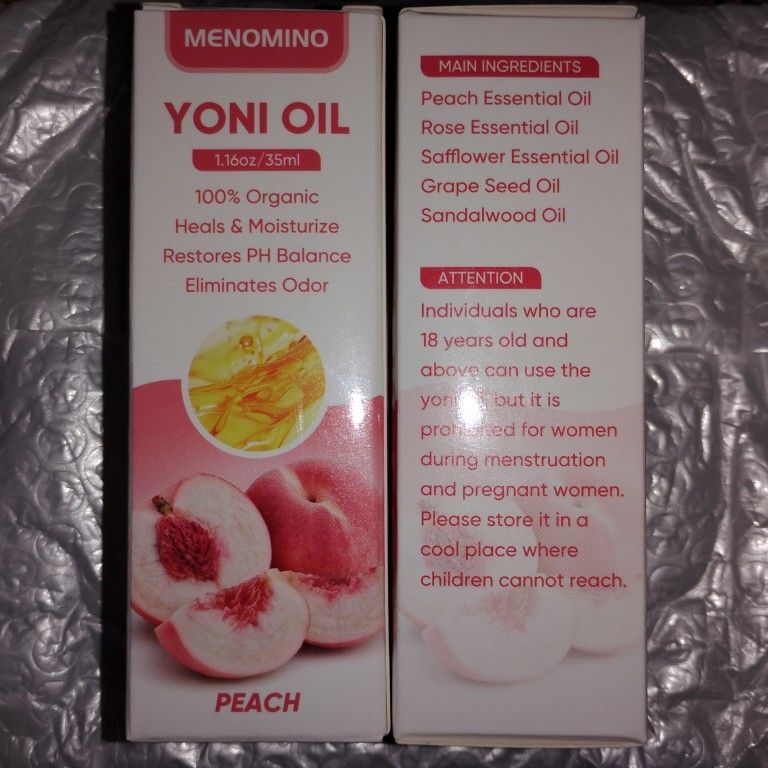 MENOMINO
YONI OIL
1.16oz/35ml
100% Organic
Heals & Moisturize
Restores PH Balance
Eliminates Odor
PEACH
MAIN INGREDIENTS
Peach Essential Oil
Rose Essential Oil
Safflower Essential Oil
Grape Seed Oil
Sandalwood Oil
ATTENTION
Individuals who are
18 years old and
above can use the
but it is
prohibited for women
during menstruation
and pregnant women.
Please store it in a
cool place where
children cannot reach.